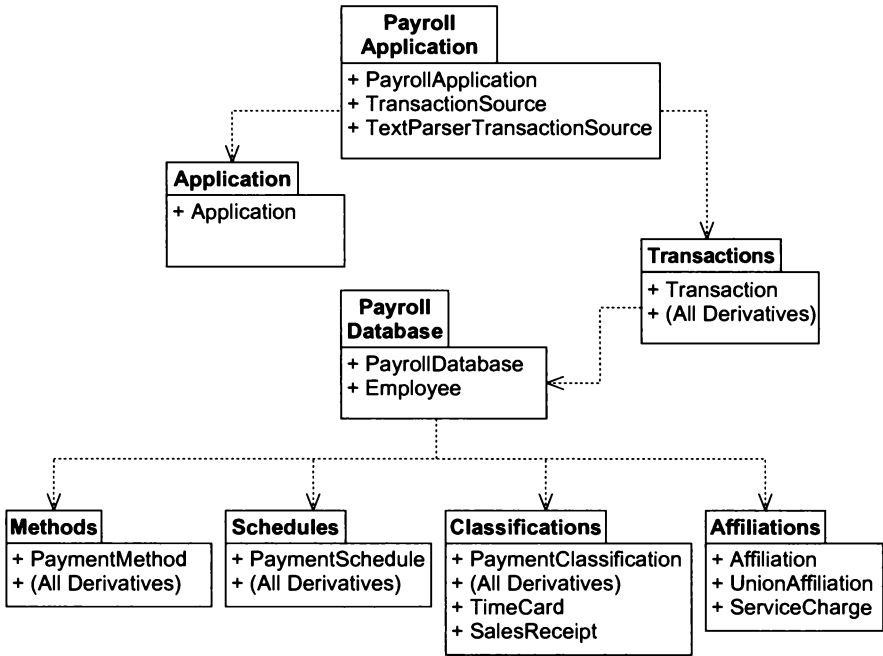 Payroll
Application
+ PayrollApplication
+ TransactionSource
+ TextParserTransactionSource
Application
+ Application
Transactions
+ Transaction
+ (All Derivatives)
Payroll
Database
+ PayrollDatabase
+ Employee
Methods
+ PaymentMethod
+ (All Derivatives)
Schedules
+ PaymentSchedule
+ (All Derivatives)
Classifications
+ PaymentClassification
+ (All Derivatives)
+ TimeCard
+ SalesReceipt
Affiliations
+ Affiliation
+ UnionAffiliation
+ ServiceCharge